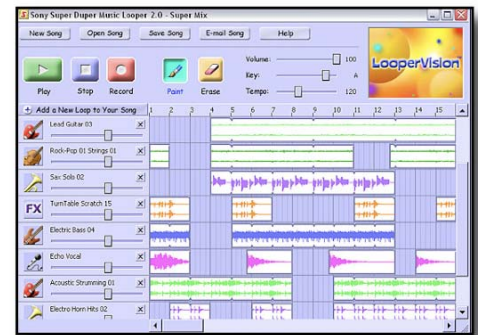 Sony Super Duper Music Looper 2.0 - Super Mix
New Song Open Song Save Song E-mail Song Help
Play Stop Record Paint Erase
Volume: 100
Key: A
Tempo: 120
LooperVision
Add a New Loop to Your Song 1 2 3 4 5 6 7 8 9 10 11 12 13 14 15
Lead Guitar 03
Rock-Pop 01 Strings 01
Sax Solo 02
FX TurnTable Scratch 15
Electric Bass 04
Echo Vocal
Acoustic Strumming 01
Electro Horn Hits 02